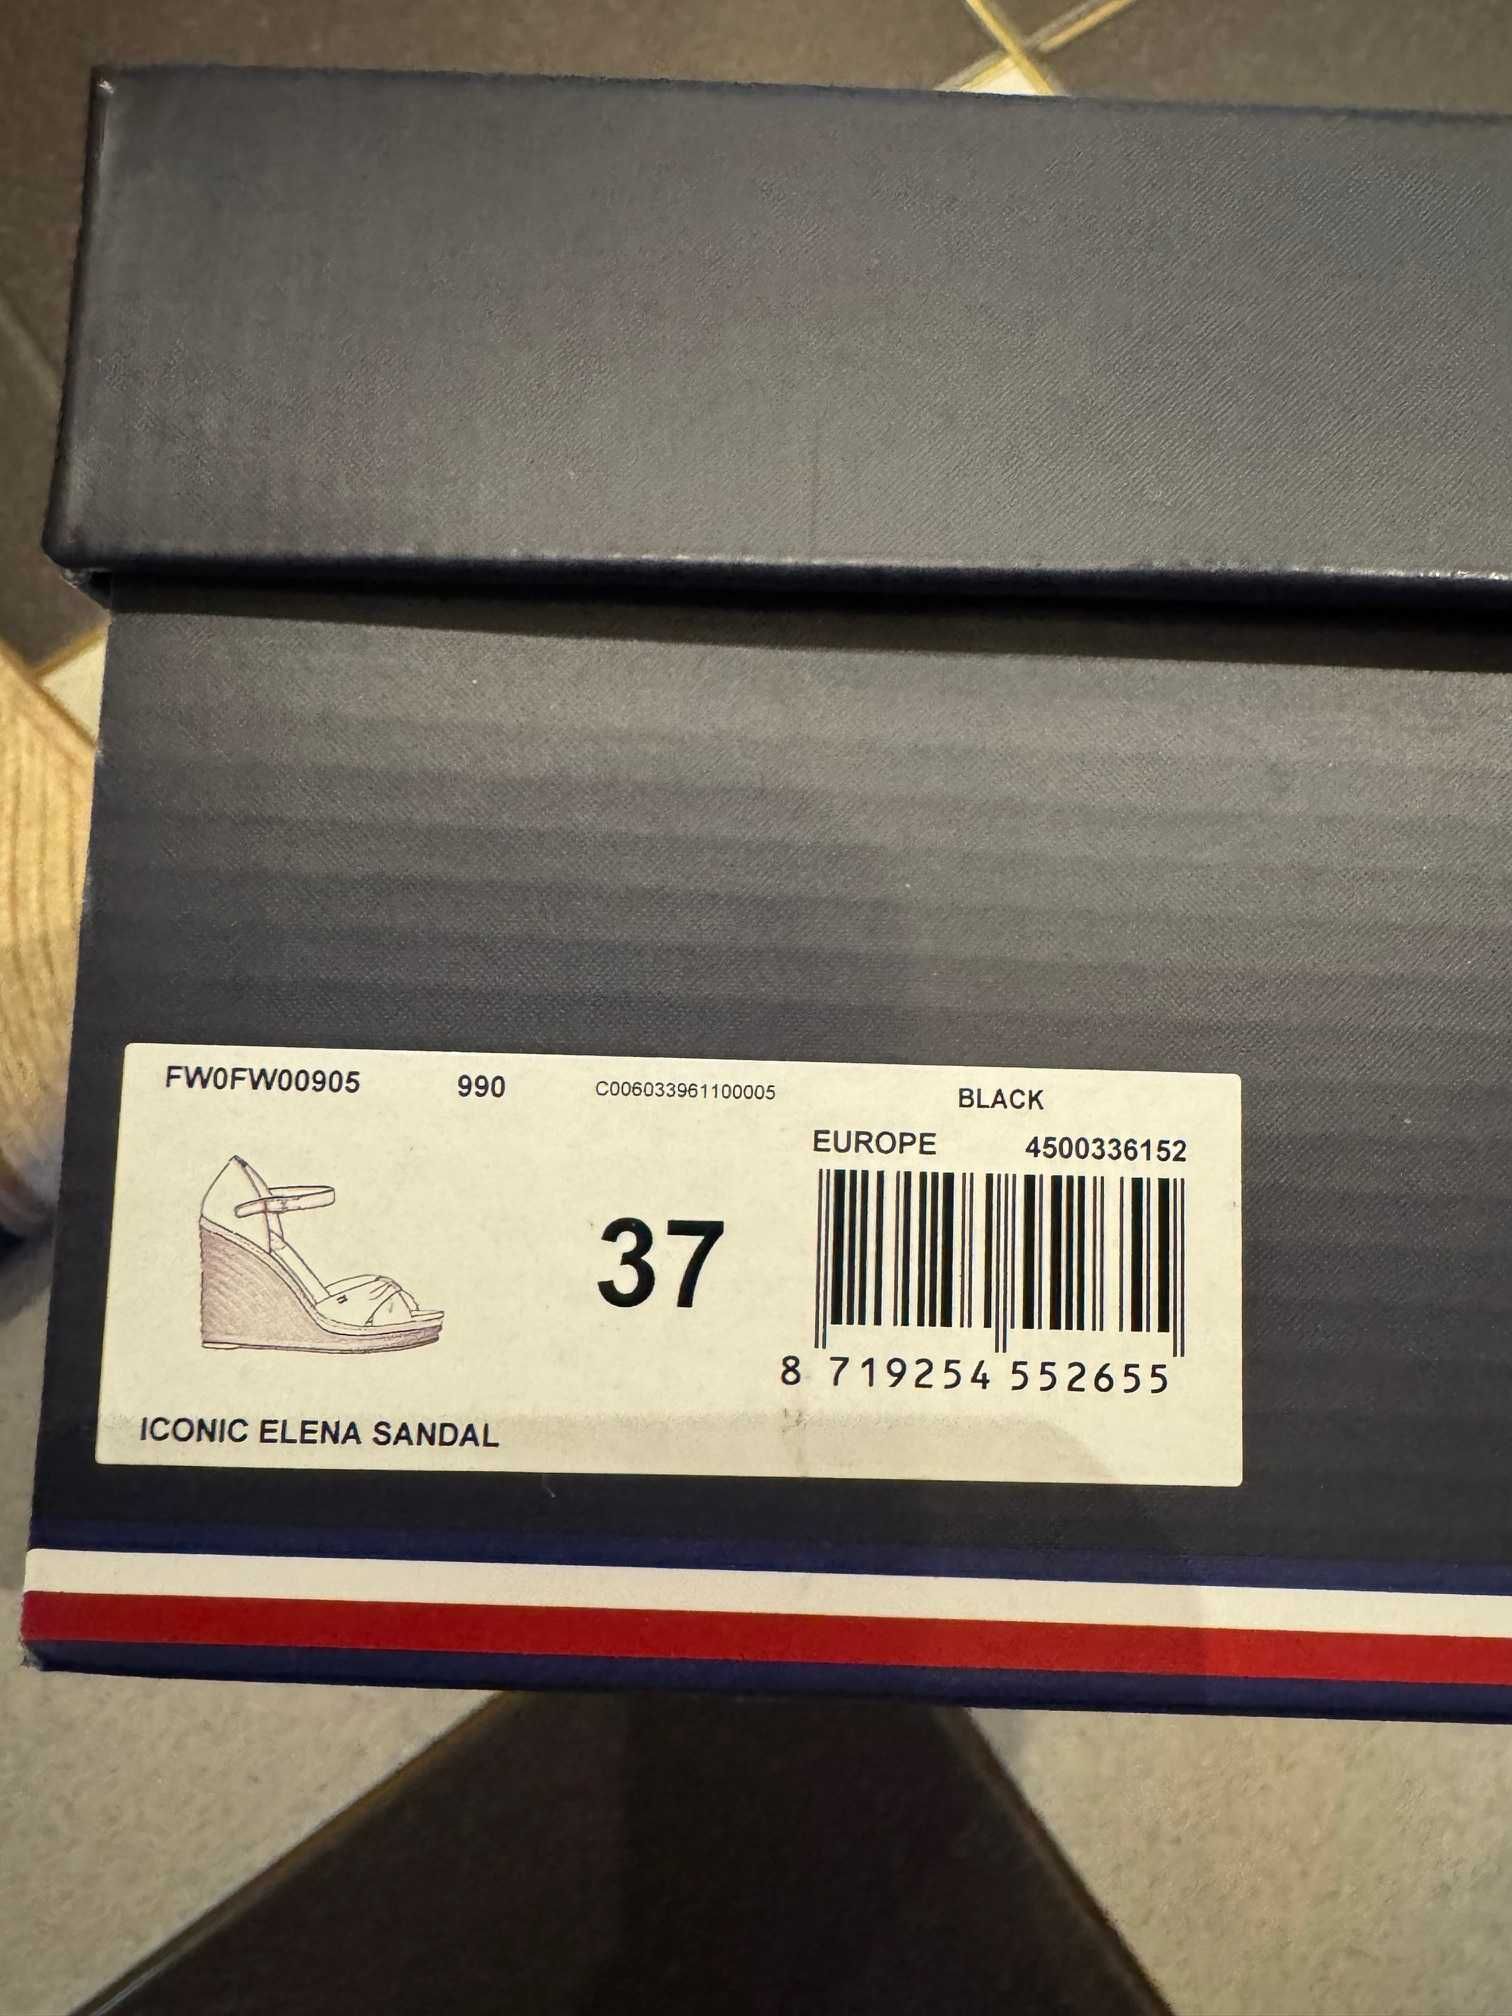 FW0FW00905 990 C006033961100005 BLACK
EUROPE 4500336152
37
8 719254 552655
ICONIC ELENA SANDAL